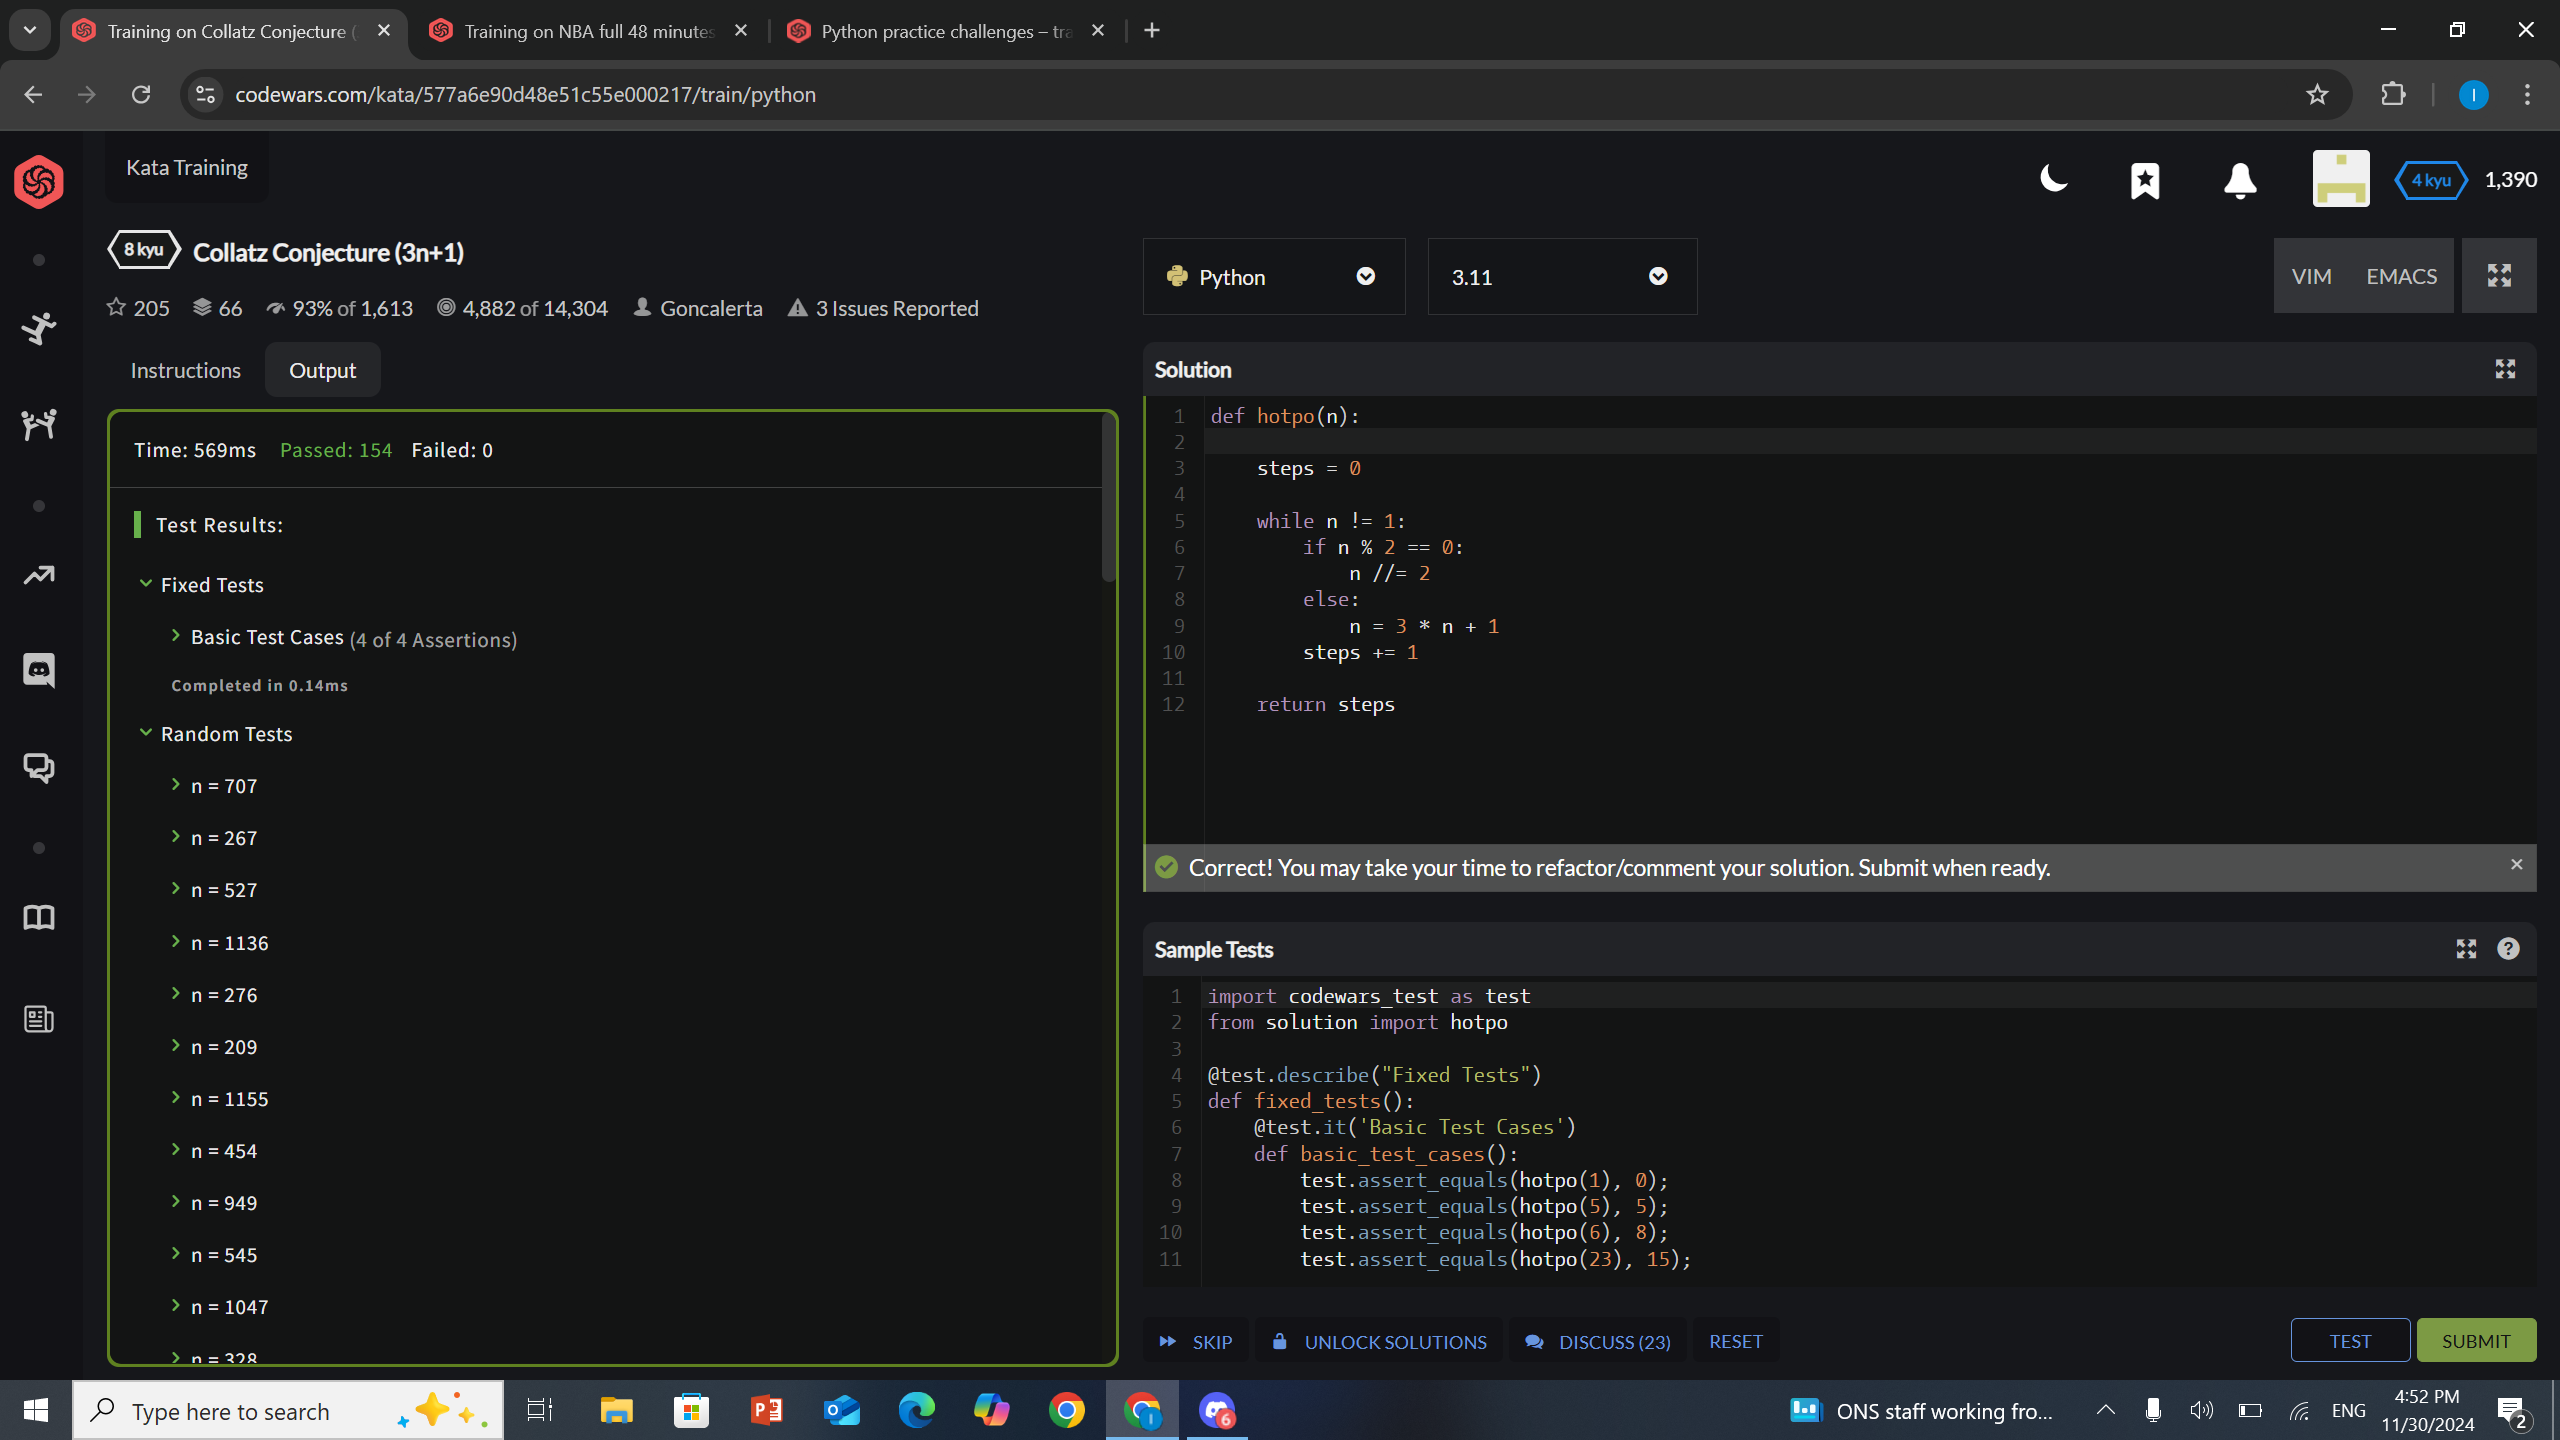 Training on Collatz Conjecture (
Training on NBA full 48 minutes
Python practice challenges – tra
codewars.com/kata/577a6e90d48e51c55e000217/train/python
I
Kata Training
4 kyu
1,390
8 kyu
Collatz Conjecture (3n+1)
205
66
93% of 1,613
4,882 of 14,304
Goncalerta
3 Issues Reported
Python
3.11
VIM
EMACS
Instructions
Output
Time: 569ms Passed: 154 Failed: 0
Test Results:
Fixed Tests
Basic Test Cases (4 of 4 Assertions)
Completed in 0.14ms
Random Tests
n = 707
n = 267
n = 527
n = 1136
n = 276
n = 209
n = 1155
n = 454
n = 949
n = 545
n = 1047
n = 328
Solution
1 def hotpo(n):
2
3     steps = 0
4
5     while n != 1:
6         if n % 2 == 0:
7             n //= 2
8         else:
9             n = 3 * n + 1
10         steps += 1
11
12     return steps
Correct! You may take your time to refactor/comment your solution. Submit when ready.
Sample Tests
1 import codewars_test as test
2 from solution import hotpo
3
4 @test.describe("Fixed Tests")
5 def fixed_tests():
6     @test.it('Basic Test Cases')
7     def basic_test_cases():
8         test.assert_equals(hotpo(1), 0);
9         test.assert_equals(hotpo(5), 5);
10         test.assert_equals(hotpo(6), 8);
11         test.assert_equals(hotpo(23), 15);
SKIP
UNLOCK SOLUTIONS
DISCUSS (23)
RESET
TEST
SUBMIT
Type here to search
6
ONS staff working fro...
ENG
4:52 PM
11/30/2024
2